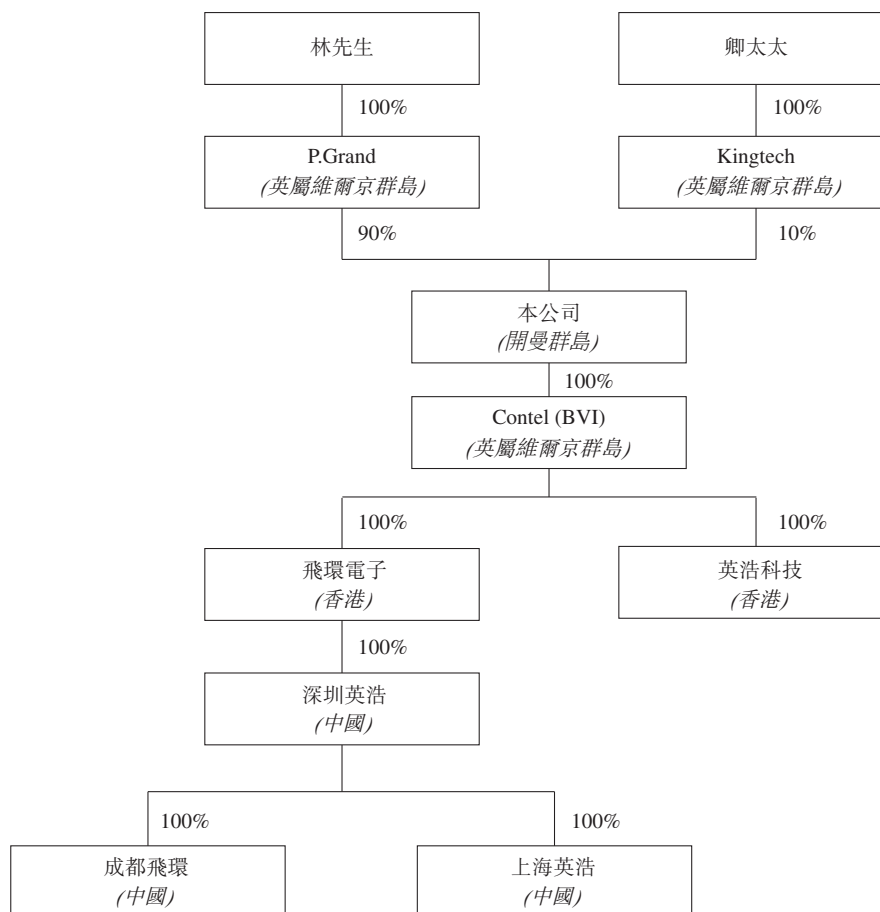 林先生
卿太太
100%
100%
P.Grand
(英屬維爾京群島)
Kingtech
(英屬維爾京群島)
90%
10%
本公司
(開曼群島)
100%
Contel (BVI)
(英屬維爾京群島)
100%
100%
飛環電子
(香港)
英浩科技
(香港)
100%
深圳英浩
(中國)
100%
100%
成都飛環
(中國)
上海英浩
(中國)